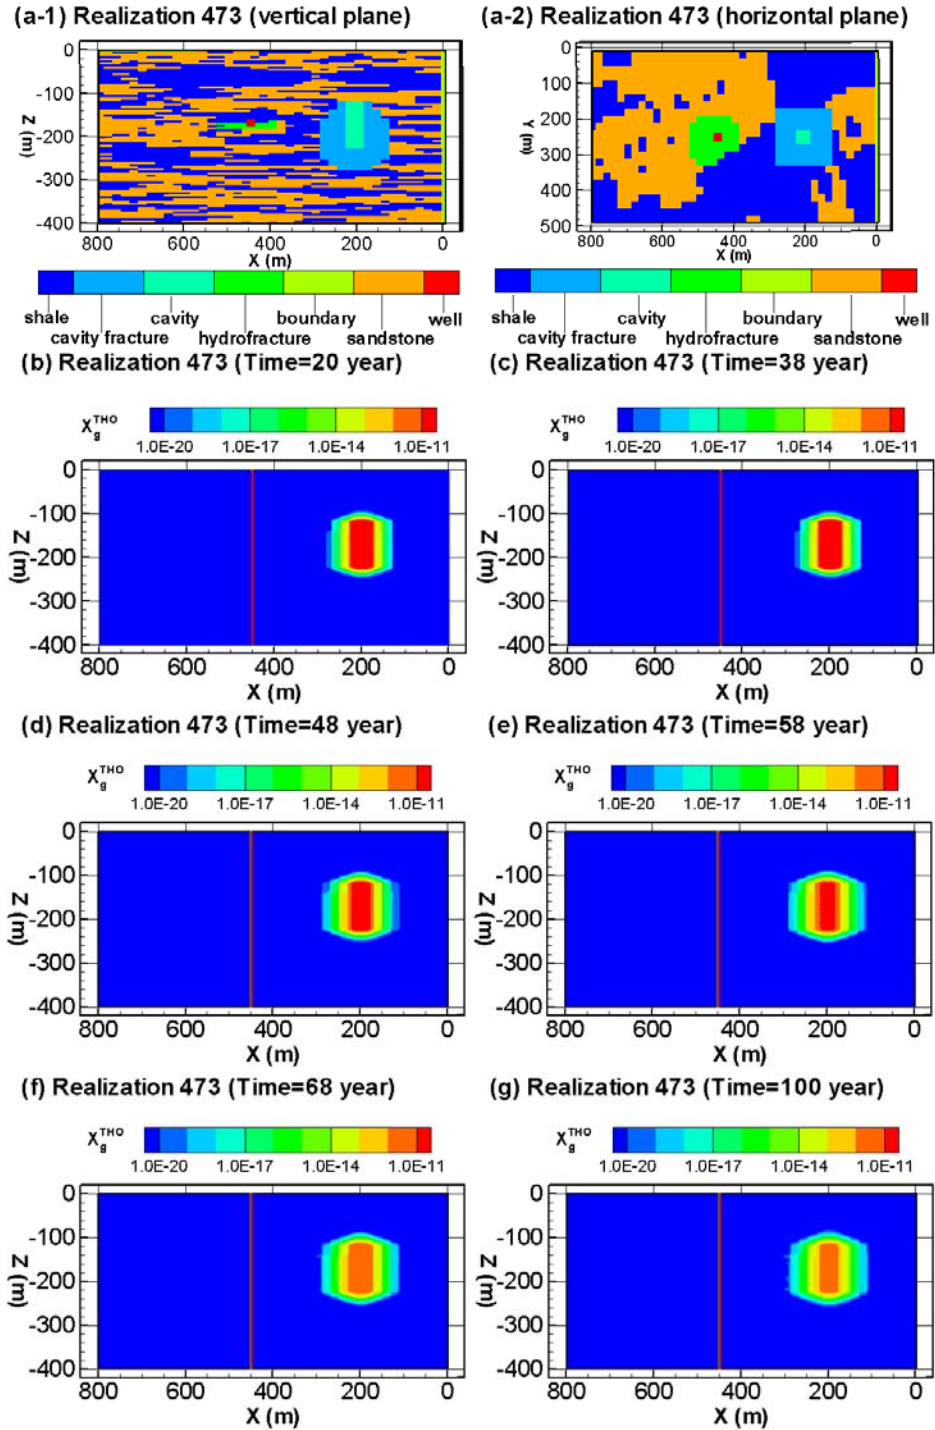 (a-1) Realization 473 (vertical plane)
(a-2) Realization 473 (horizontal plane)
0
-100
-200
-300
-400
Z
(m)
800 600 400 200 0
X (m)
0
100
200
300
400
500
Y
(m)
800 600 400 200 0
X (m)
shale cavity boundary well
cavity fracture hydrofracture sandstone
shale cavity boundary well
cavity fracture hydrofracture sandstone
(b) Realization 473 (Time=20 year)
(c) Realization 473 (Time=38 year)
X_g^THO
1.0E-20 1.0E-17 1.0E-14 1.0E-11
0
-100
-200
-300
-400
Z
(m)
800 600 400 200 0
X (m)
X_g^THO
1.0E-20 1.0E-17 1.0E-14 1.0E-11
0
-100
-200
-300
-400
Z
(m)
800 600 400 200 0
X (m)
(d) Realization 473 (Time=48 year)
(e) Realization 473 (Time=58 year)
X_g^THO
1.0E-20 1.0E-17 1.0E-14 1.0E-11
0
-100
-200
-300
-400
Z
(m)
800 600 400 200 0
X (m)
X_g^THO
1.0E-20 1.0E-17 1.0E-14 1.0E-11
0
-100
-200
-300
-400
Z
(m)
800 600 400 200 0
X (m)
(f) Realization 473 (Time=68 year)
(g) Realization 473 (Time=100 year)
X_g^THO
1.0E-20 1.0E-17 1.0E-14 1.0E-11
0
-100
-200
-300
-400
Z
(m)
800 600 400 200 0
X (m)
X_g^THO
1.0E-20 1.0E-17 1.0E-14 1.0E-11
0
-100
-200
-300
-400
Z
(m)
800 600 400 200 0
X (m)